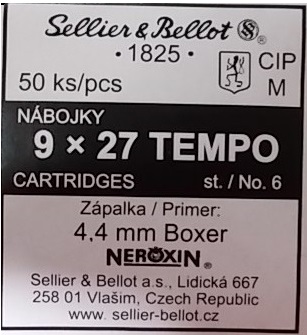 Sellier & Bellot S&B ®
• 1825 •
CIP
M
50 ks/pcs
NÁBOJKY
9 × 27 TEMPO
CARTRIDGES st. / No. 6
Zápalka / Primer:
4,4 mm Boxer
NEROXIN®
Sellier & Bellot a.s., Lidická 667
258 01 Vlašim, Czech Republic
www. sellier-bellot.cz